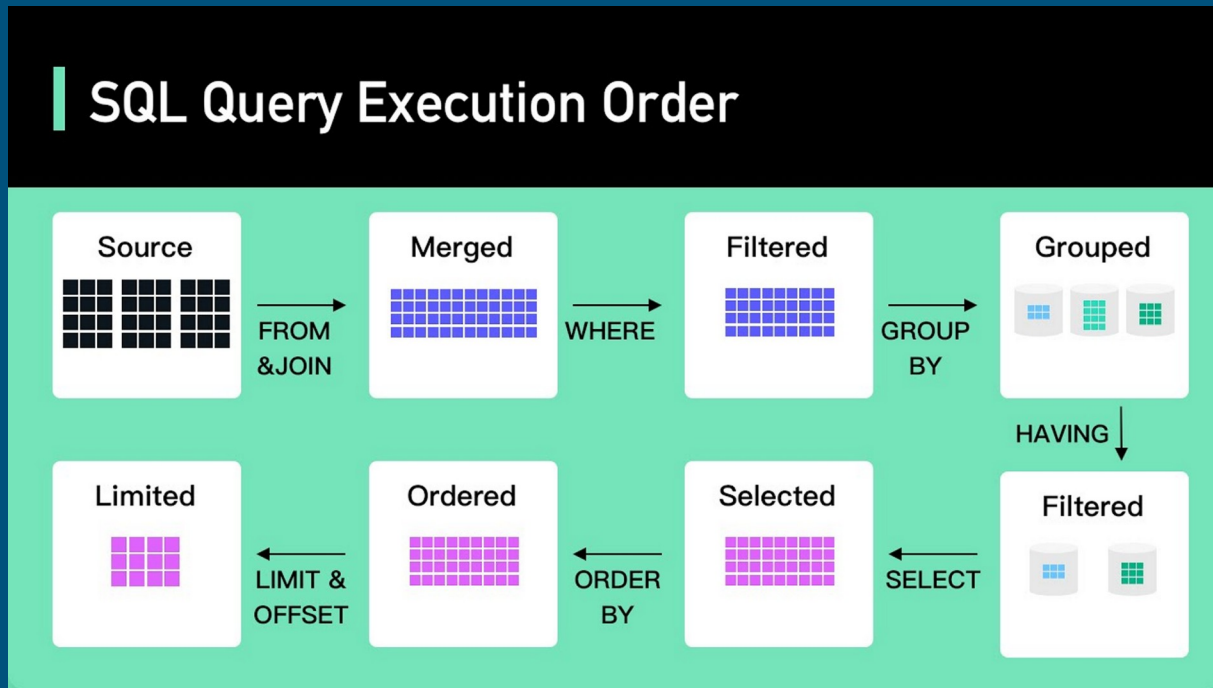 SQL Query Execution Order
Source
FROM
&JOIN
Merged
WHERE
Filtered
GROUP
BY
Grouped
HAVING
Filtered
SELECT
Selected
ORDER
BY
Ordered
LIMIT &
OFFSET
Limited